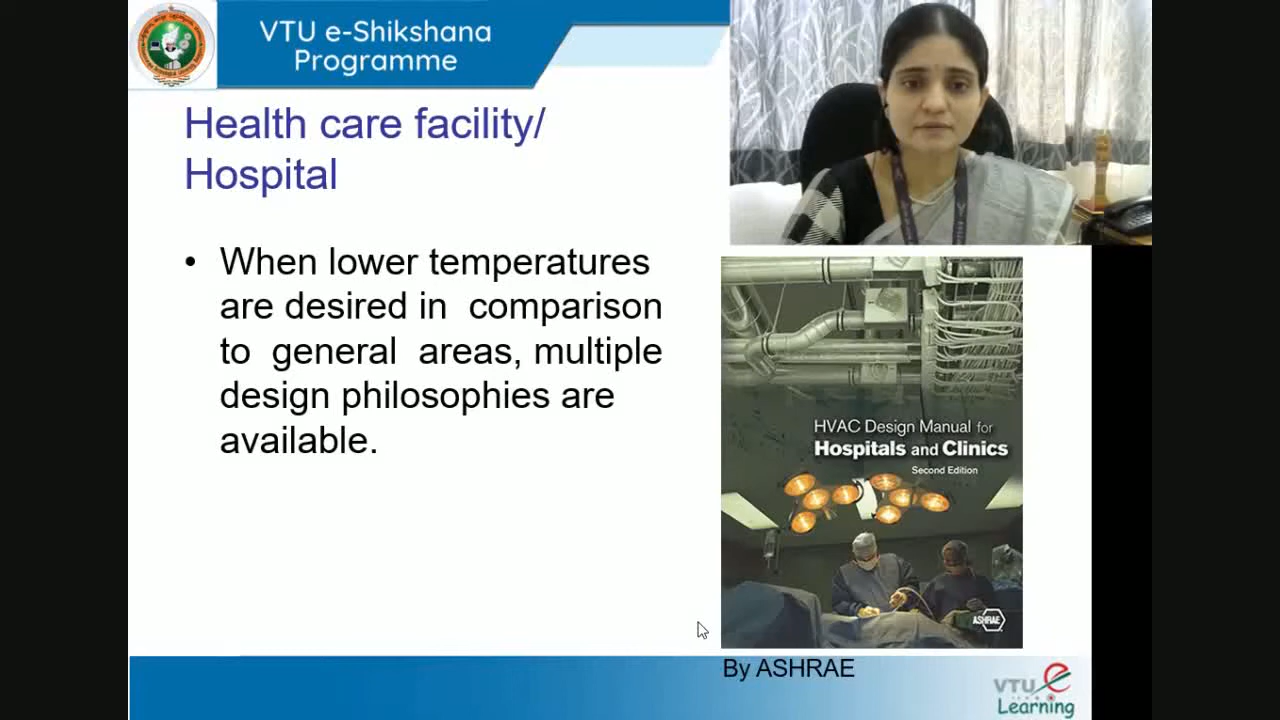 VTU e-Shikshana
Programme
Health care facility/
Hospital
• When lower temperatures
are desired in comparison
to general areas, multiple
design philosophies are
available.
HVAC Design Manual for
Hospitals and Clinics
Second Edition
ASHRAE
By ASHRAE
VTU e
Learning